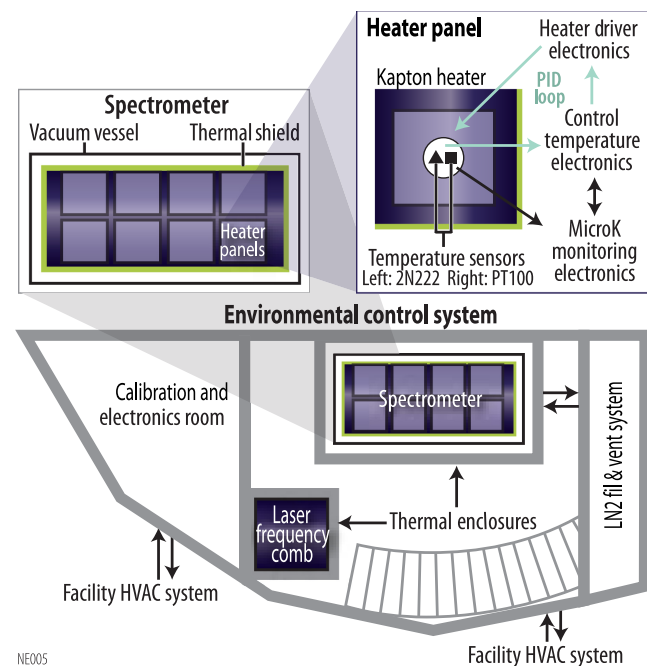 Heater panel
Heater driver
electronics
Kapton heater
PID
loop
Control
temperature
electronics
MicroK
monitoring
electronics
Temperature sensors
Left: 2N222 Right: PT100
Spectrometer
Vacuum vessel
Thermal shield
Heater
panels
Environmental control system
Calibration and
electronics room
Spectrometer
LN2 fil & vent system
Laser
frequency
comb
Thermal enclosures
Facility HVAC system
Facility HVAC system
NE005